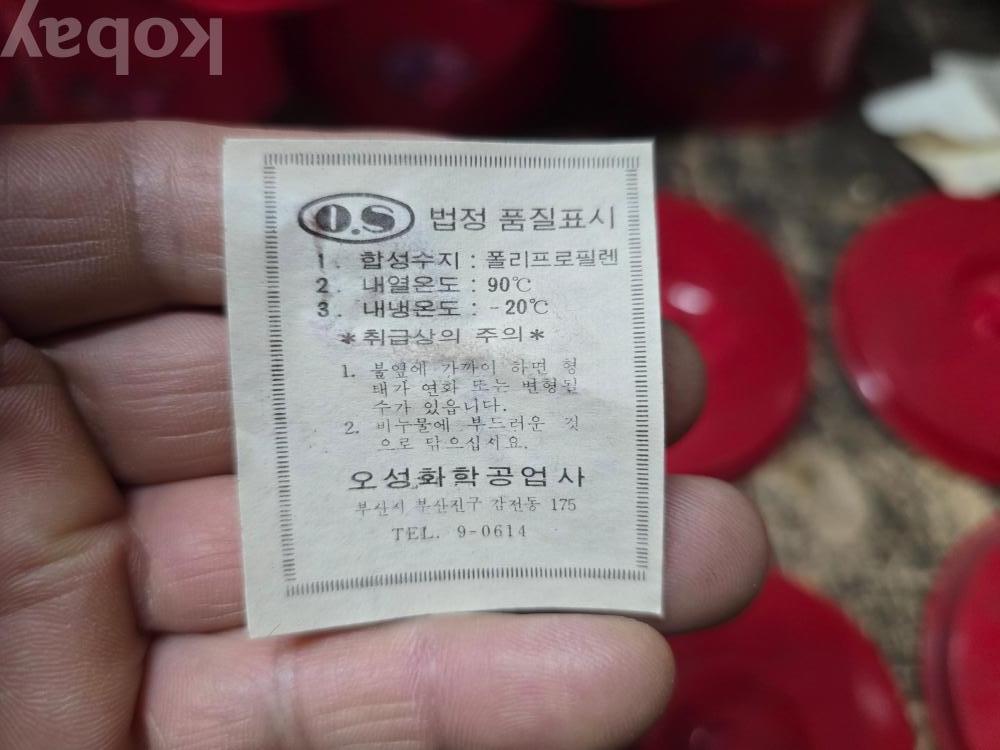 kobay
O.S 법정 품질표시
1. 합성수지 : 폴리프로필렌
2. 내열온도 : 90℃
3. 내냉온도 : -20℃
*취급상의 주의*
1. 불옆에 가까이 하면 형
태가 연화 또는 변형될
수가 있읍니다.
2. 비눗물에 부드러운 것
으로 닦으십시요.
오성화학공업사
부산시 부산진구 감전동 175
TEL. 9-0614